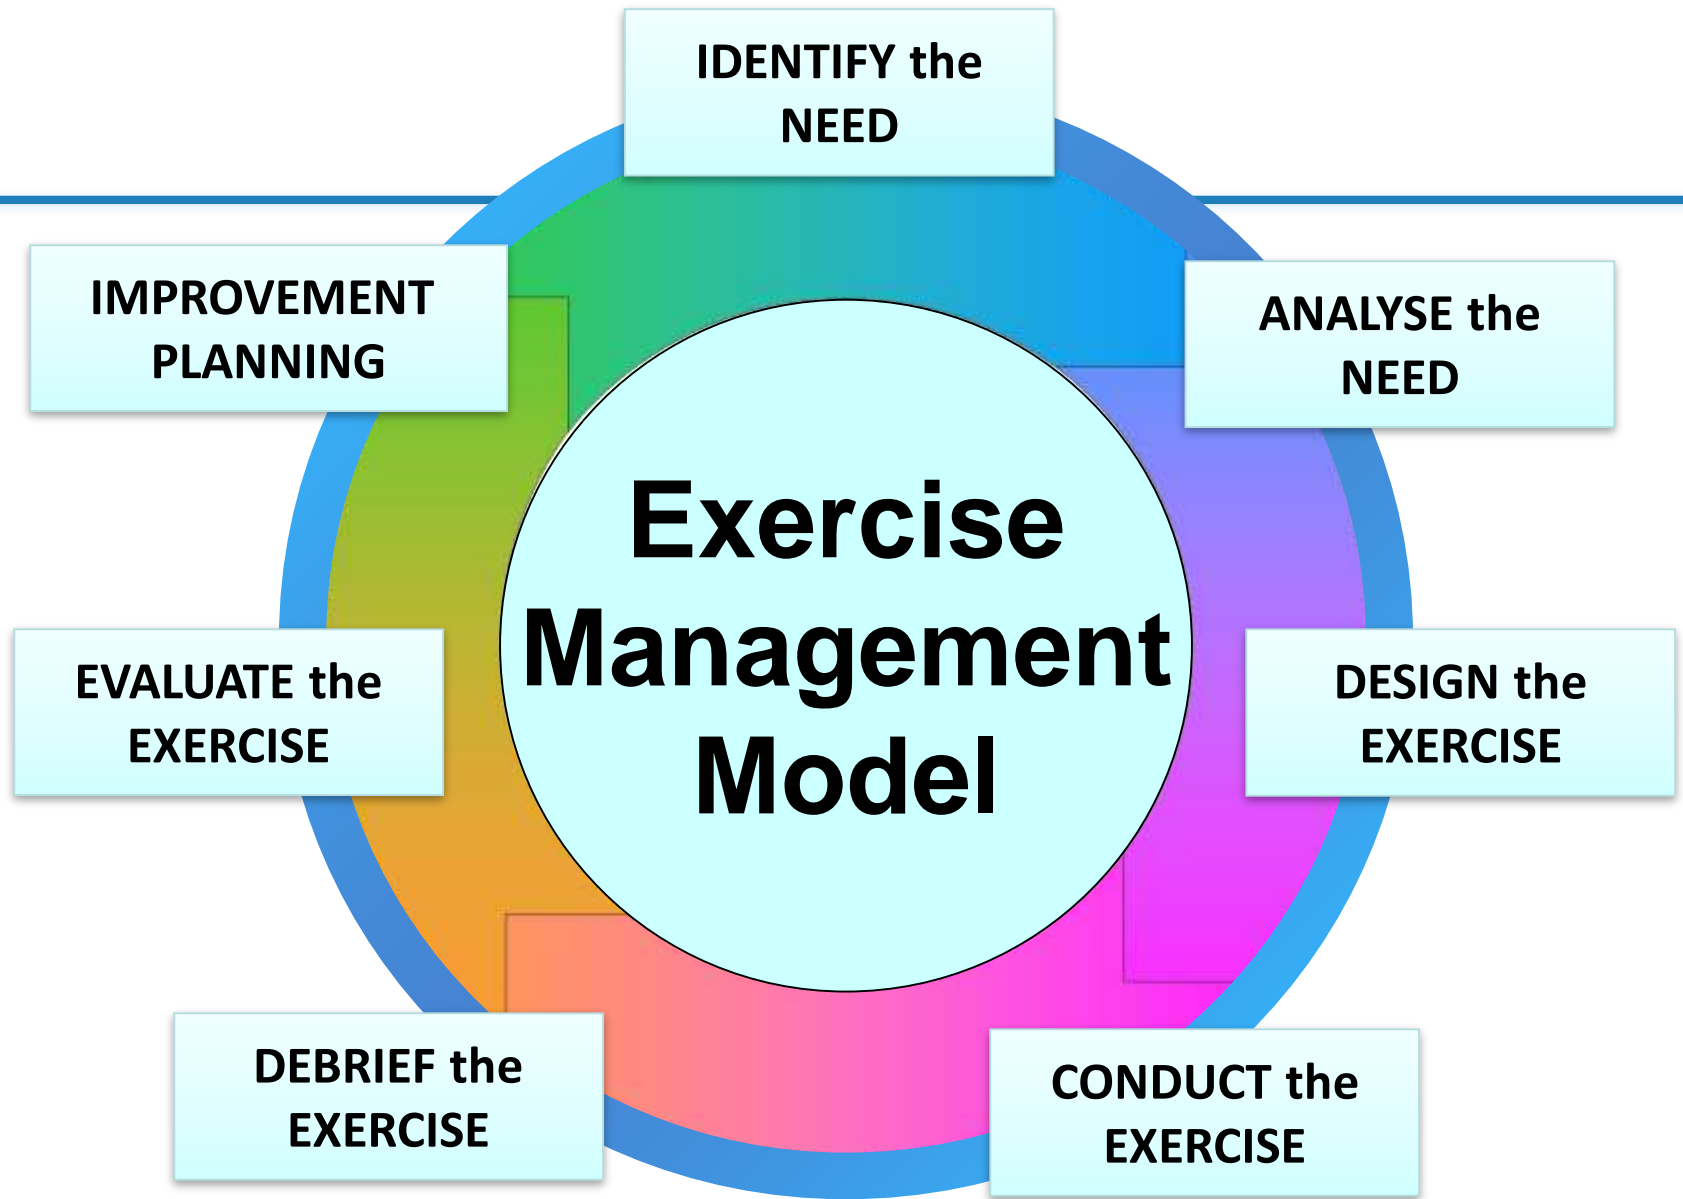 IDENTIFY the
NEED
ANALYSE the
NEED
DESIGN the
EXERCISE
CONDUCT the
EXERCISE
DEBRIEF the
EXERCISE
EVALUATE the
EXERCISE
IMPROVEMENT
PLANNING
Exercise
Management
Model